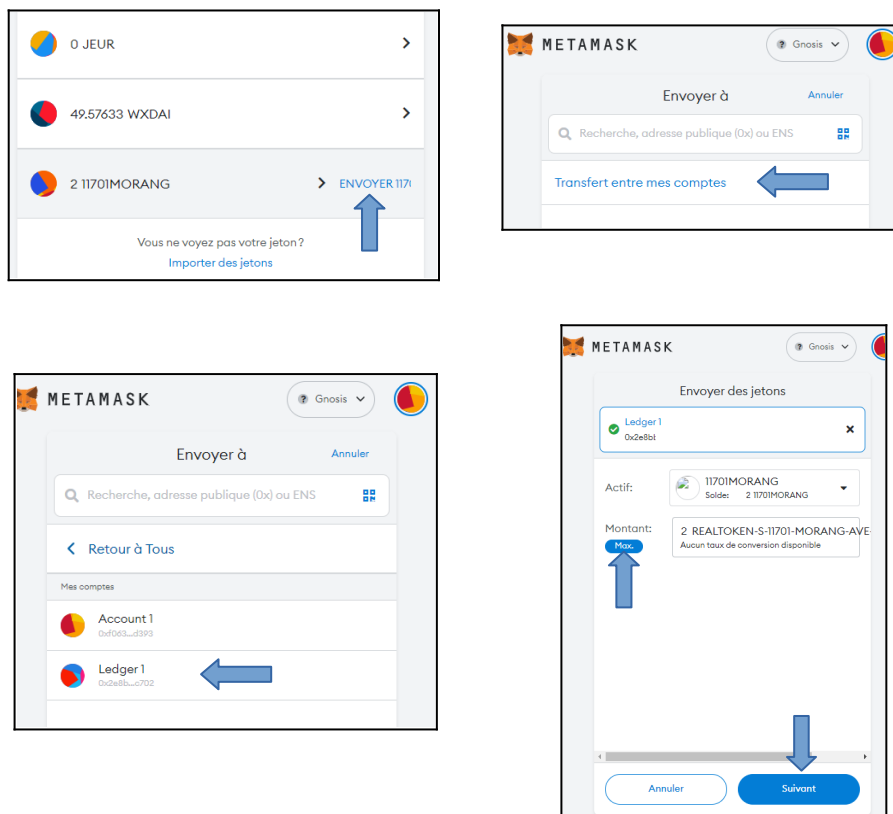 0 JEUR
49.57633 WXDAI
2 11701MORANG
ENVOYER 1170
Vous ne voyez pas votre jeton ?
Importer des jetons
METAMASK
Gnosis
Envoyer à
Annuler
Recherche, adresse publique (0x) ou ENS
Transfert entre mes comptes
METAMASK
Gnosis
Envoyer à
Annuler
Recherche, adresse publique (0x) ou ENS
Retour à Tous
Mes comptes
Account 1
0xf063...d393
Ledger 1
0x2e8b...c702
METAMASK
Gnosis
Envoyer des jetons
Ledger 1
0x2e8b
Actif:
11701MORANG
Solde: 2 11701MORANG
Montant:
Max.
2 REALTOKEN-S-11701-MORANG-AVE-
Aucun taux de conversion disponible
Annuler
Suivant